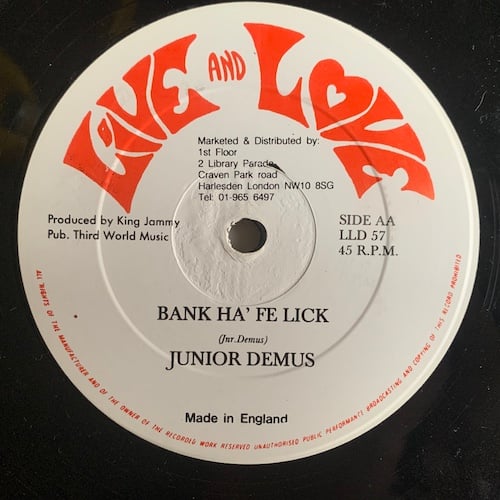 LIVE AND LOVE
Marketed & Distributed by:
1st Floor
2 Library Parade
Craven Park road
Harlesden London NW10 8SG
Tel: 01-965 6497
Produced by King Jammy
Pub. Third World Music
SIDE AA
LLD 57
45 R.P.M.
BANK HA' FE LICK
(Jnr.Demus)
JUNIOR DEMUS
Made in England
ALL RIGHTS OF THE MANUFACTURER AND OF THE OWNER OF THE RECORDED WORK RESERVED UNAUTHORISED PUBLIC PERFORMANCE BROADCASTING AND COPYING OF THIS RECORD PROHIBITED